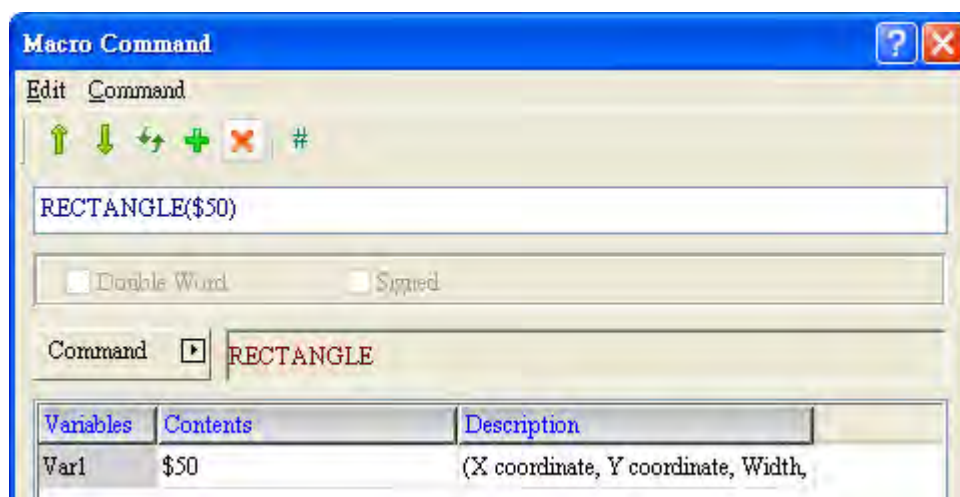 Macro Command
Edit Command
#
RECTANGLE($50)
Double Word Signed
Command RECTANGLE
Variables Contents Description
Var1 $50 (X coordinate, Y coordinate, Width,